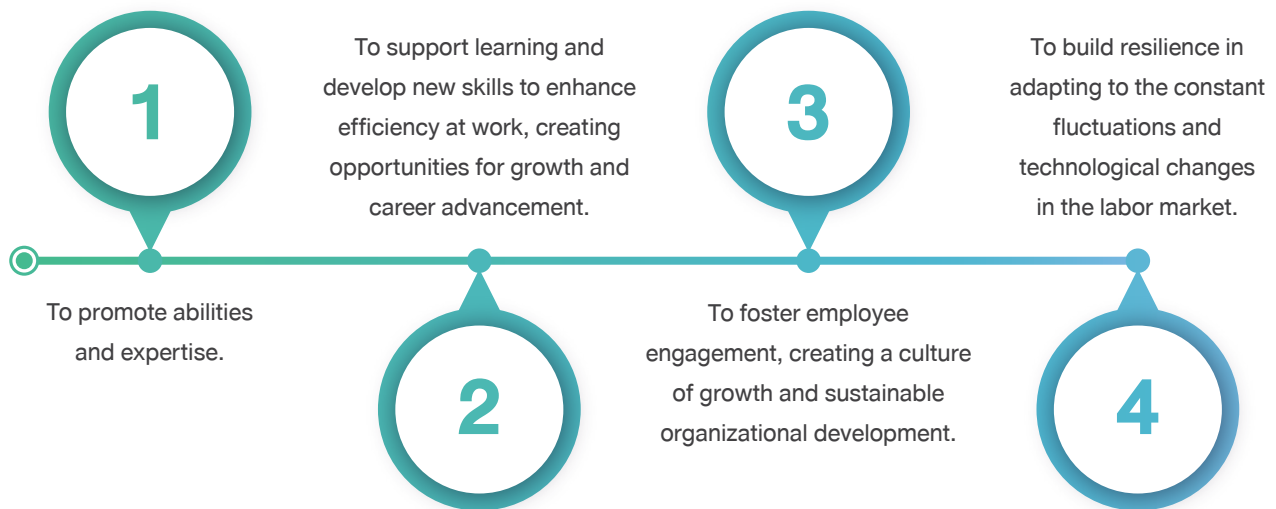 1
To promote abilities
and expertise.
To support learning and
develop new skills to enhance
efficiency at work, creating
opportunities for growth and
career advancement.
2
3
To foster employee
engagement, creating a culture
of growth and sustainable
organizational development.
To build resilience in
adapting to the constant
fluctuations and
technological changes
in the labor market.
4